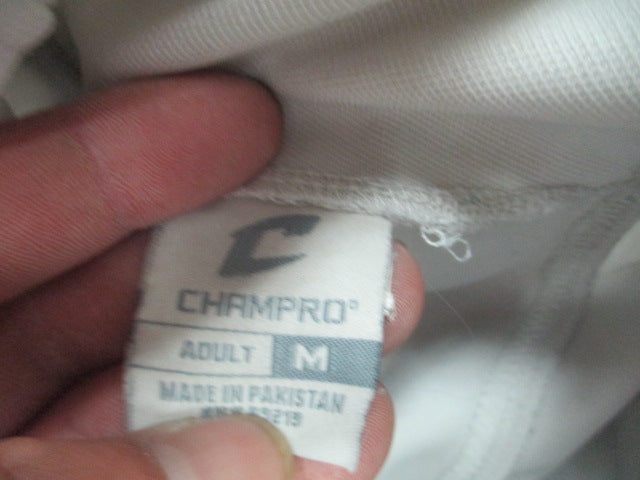 C
CHAMPRO®
ADULT M
MADE IN PAKISTAN